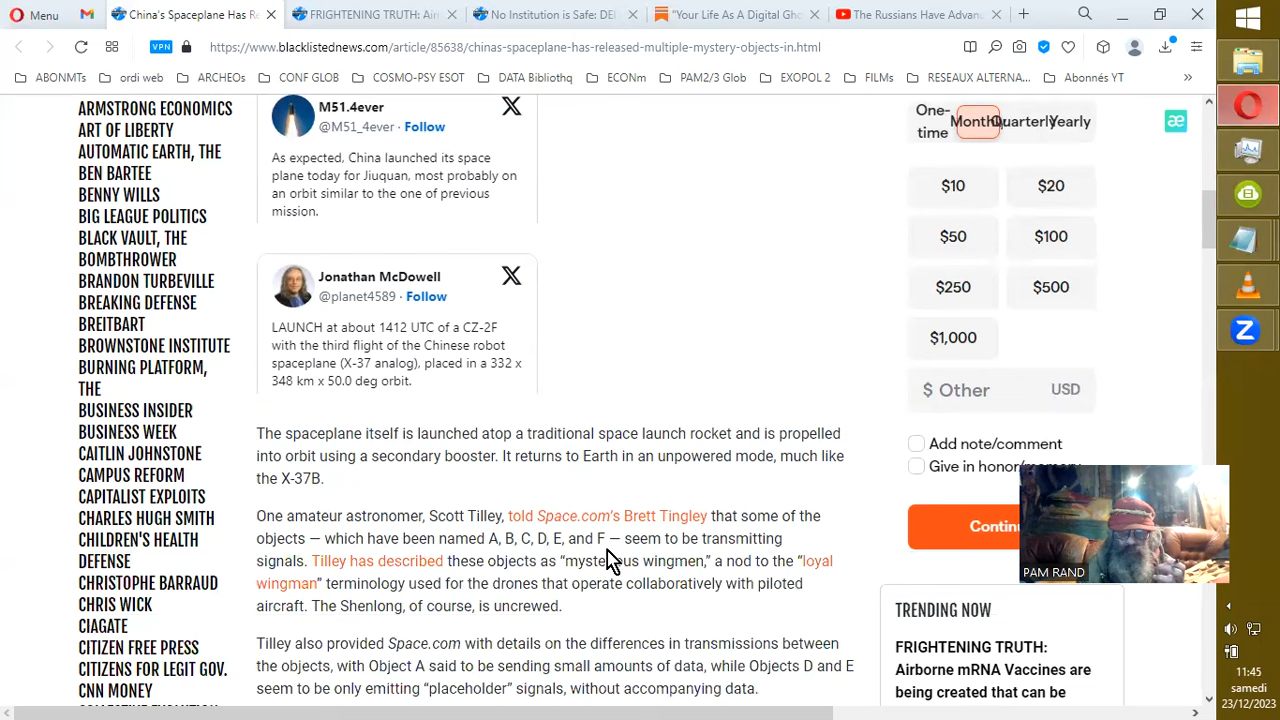 Menu
China's Spaceplane Has Re
FRIGHTENING TRUTH: Air
No Institution is Safe: DE
"Your Life As A Digital Gho
The Russians Have Advan
VPN
https://www.blacklistednews.com/article/85638/chinas-spaceplane-has-released-multiple-mystery-objects-in.html
ABONMTs
ordi web
ARCHEOs
CONF GLOB
COSMO-PSY ESOT
DATA Bibliothq
ECONm
PAM2/3 Glob
EXOPOL 2
FILMs
RESEAUX ALTERNA...
Abonnés YT
»
ARMSTRONG ECONOMICS
ART OF LIBERTY
AUTOMATIC EARTH, THE
BEN BARTEE
BENNY WILLS
BIG LEAGUE POLITICS
BLACK VAULT, THE
BOMBTHROWER
BRANDON TURBEVILLE
BREAKING DEFENSE
BREITBART
BROWNSTONE INSTITUTE
BURNING PLATFORM,
THE
BUSINESS INSIDER
BUSINESS WEEK
CAITLIN JOHNSTONE
CAMPUS REFORM
CAPITALIST EXPLOITS
CHARLES HUGH SMITH
CHILDREN'S HEALTH
DEFENSE
CHRISTOPHE BARRAUD
CHRIS WICK
CIAGATE
CITIZEN FREE PRESS
CITIZENS FOR LEGIT GOV.
CNN MONEY
M51.4ever
@M51_4ever · Follow
As expected, China launched its space
plane today for Jiuquan, most probably on
an orbit similar to the one of previous
mission.
Jonathan McDowell
@planet4589 · Follow
LAUNCH at about 1412 UTC of a CZ-2F
with the third flight of the Chinese robot
spaceplane (X-37 analog), placed in a 332 x
348 km x 50.0 deg orbit.
The spaceplane itself is launched atop a traditional space launch rocket and is propelled
into orbit using a secondary booster. It returns to Earth in an unpowered mode, much like
the X-37B.
One amateur astronomer, Scott Tilley, told Space.com's Brett Tingley that some of the
objects — which have been named A, B, C, D, E, and F — seem to be transmitting
signals. Tilley has described these objects as “mysterious wingmen,” a nod to the “loyal
wingman” technology used for the drones that operate collaboratively with piloted
aircraft. The Shenlong, of course, is uncrewed.
Tilley also provided Space.com with details on the differences in transmissions between
the objects, with Object A said to be sending small amounts of data, while Objects D and E
seem to be only emitting “placeholder” signals, without accompanying data.
One-
time
Monthly
Quarterly
Yearly
æ
$10
$20
$50
$100
$250
$500
$1,000
$ Other
USD
Add note/comment
Give in honor/memory
Continu
PAM RAND
TRENDING NOW
FRIGHTENING TRUTH:
Airborne mRNA Vaccines are
being created that can be
11:45
samedi
23/12/2023